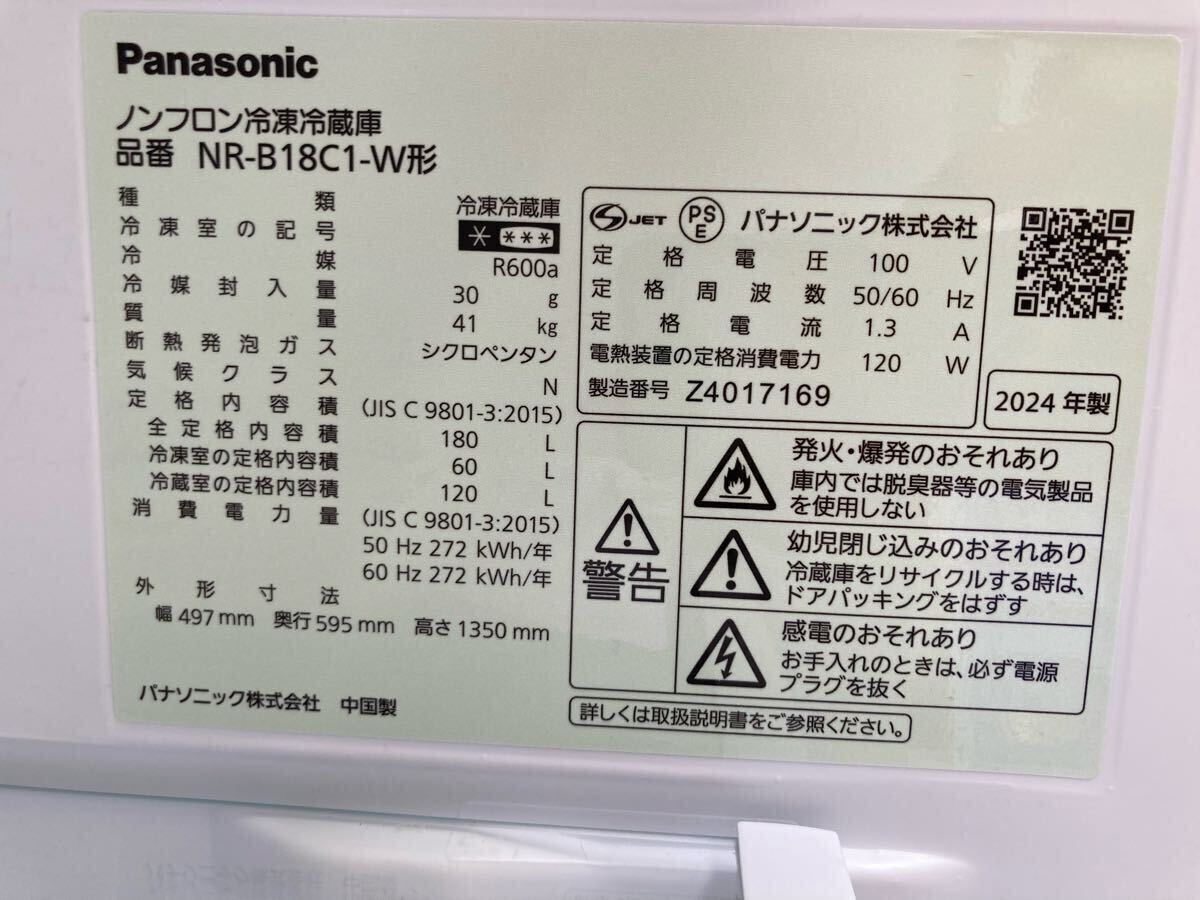 Panasonic
ノンフロン冷凍冷蔵庫
品番 NR-B18C1-W形
種類 冷凍冷蔵庫
冷凍室の記号 * ***
冷媒 R600a
冷媒封入量 30 g
質量 41 kg
断熱発泡ガス シクロペンタン
気候クラス N
定格内容積 (JIS C 9801-3:2015)
全定格内容積 180 L
冷凍室の定格内容積 60 L
冷蔵室の定格内容積 120 L
消費電力量 (JIS C 9801-3:2015)
50 Hz 272 kWh/年
60 Hz 272 kWh/年
外形寸法
幅 497 mm 奥行 595 mm 高さ 1350 mm
パナソニック株式会社 中国製
S JET PS E パナソニック株式会社
定格電圧 100 V
定格周波数 50/60 Hz
定格電流 1.3 A
電熱装置の定格消費電力 120 W
製造番号 Z4017169
2024 年製
警告
発火・爆発のおそれあり
庫内では脱臭器等の電気製品
を使用しない
幼児閉じ込みのおそれあり
冷蔵庫をリサイクルする時は、
ドアパッキングをはずす
感電のおそれあり
お手入れのときは、必ず電源
プラグを抜く
詳しくは取扱説明書をご参照ください。